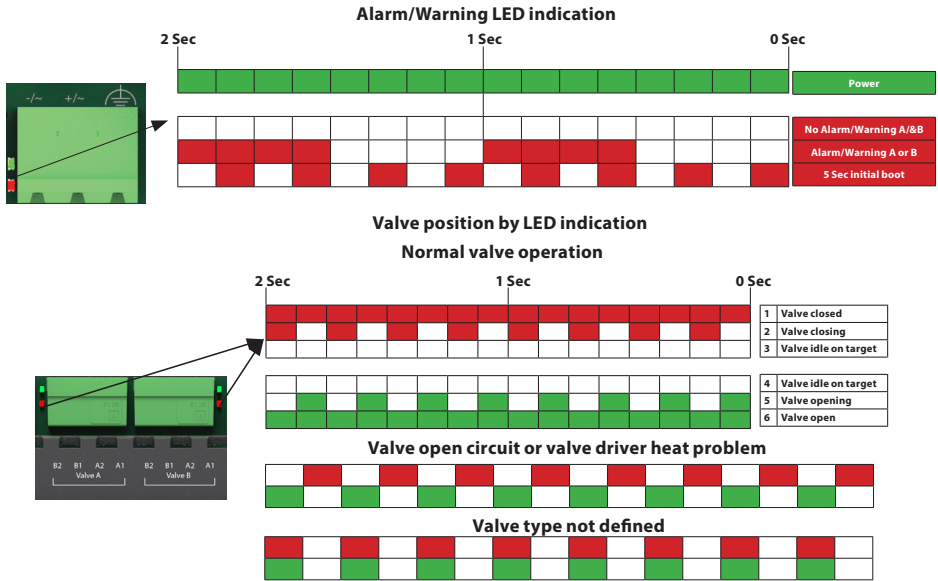 Alarm/Warning LED indication
2 Sec 1 Sec 0 Sec
Power
-/~ +/~
No Alarm/Warning A/&B
Alarm/Warning A or B
5 Sec initial boot
Valve position by LED indication
Normal valve operation
2 Sec 1 Sec 0 Sec
1 Valve closed
2 Valve closing
3 Valve idle on target
4 Valve idle on target
5 Valve opening
6 Valve open
Valve open circuit or valve driver heat problem
B2 B1 A2 A1 B2 B1 A2 A1
Valve A Valve B
Valve type not defined